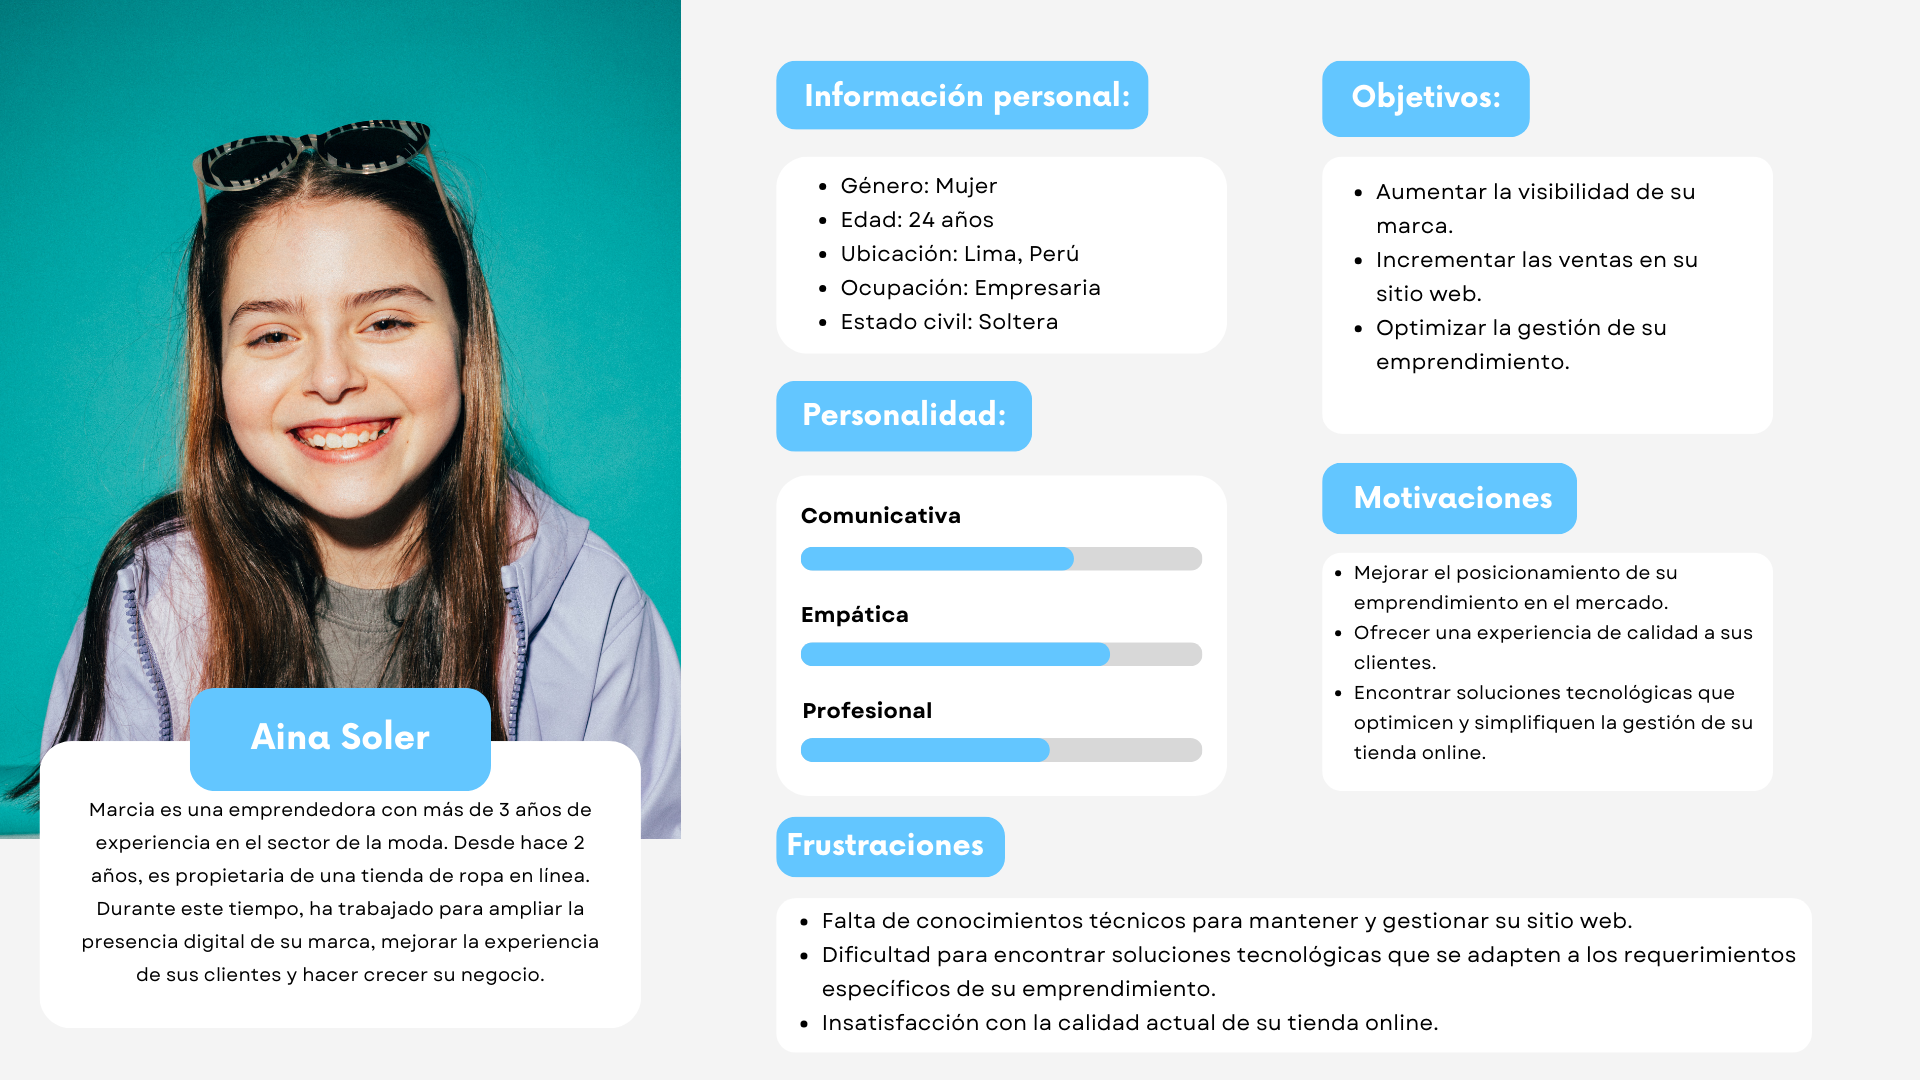 Aina Soler
Marcia es una emprendedora con más de 3 años de
experiencia en el sector de la moda. Desde hace 2
años, es propietaria de una tienda de ropa en línea.
Durante este tiempo, ha trabajado para ampliar la
presencia digital de su marca, mejorar la experiencia
de sus clientes y hacer crecer su negocio.
Información personal:
• Género: Mujer
• Edad: 24 años
• Ubicación: Lima, Perú
• Ocupación: Empresaria
• Estado civil: Soltera
Personalidad:
Comunicativa
Empática
Profesional
Objetivos:
• Aumentar la visibilidad de su
marca.
• Incrementar las ventas en su
sitio web.
• Optimizar la gestión de su
emprendimiento.
Motivaciones
• Mejorar el posicionamiento de su
emprendimiento en el mercado.
• Ofrecer una experiencia de calidad a sus
clientes.
• Encontrar soluciones tecnológicas que
optimicen y simplifiquen la gestión de su
tienda online.
Frustraciones
• Falta de conocimientos técnicos para mantener y gestionar su sitio web.
• Dificultad para encontrar soluciones tecnológicas que se adapten a los requerimientos
específicos de su emprendimiento.
• Insatisfacción con la calidad actual de su tienda online.